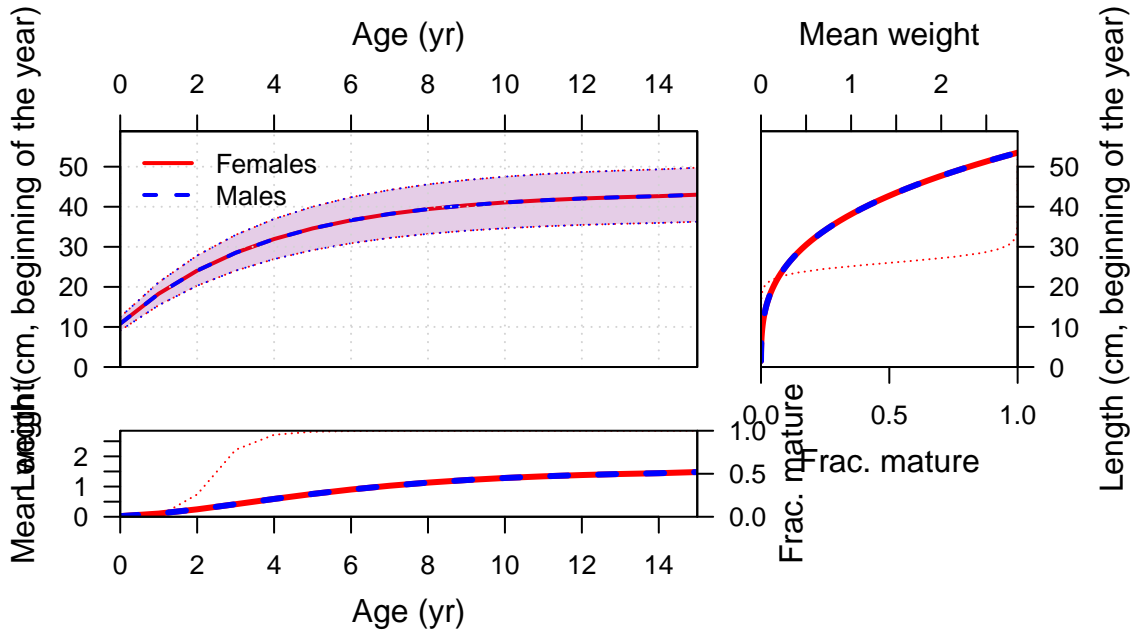 Age (yr)
0 2 4 6 8 10 12 14
Length (cm, beginning of the year)
50
40
30
20
10
0
Females
Males
Mean weight
0 1 2
50
40
30
20
10
0
Length (cm, beginning of the year)
0.0 0.5 1.0
Frac. mature
Mean weight
2
1
0
1.0
0.5
0.0
Frac. mature
0 2 4 6 8 10 12 14
Age (yr)